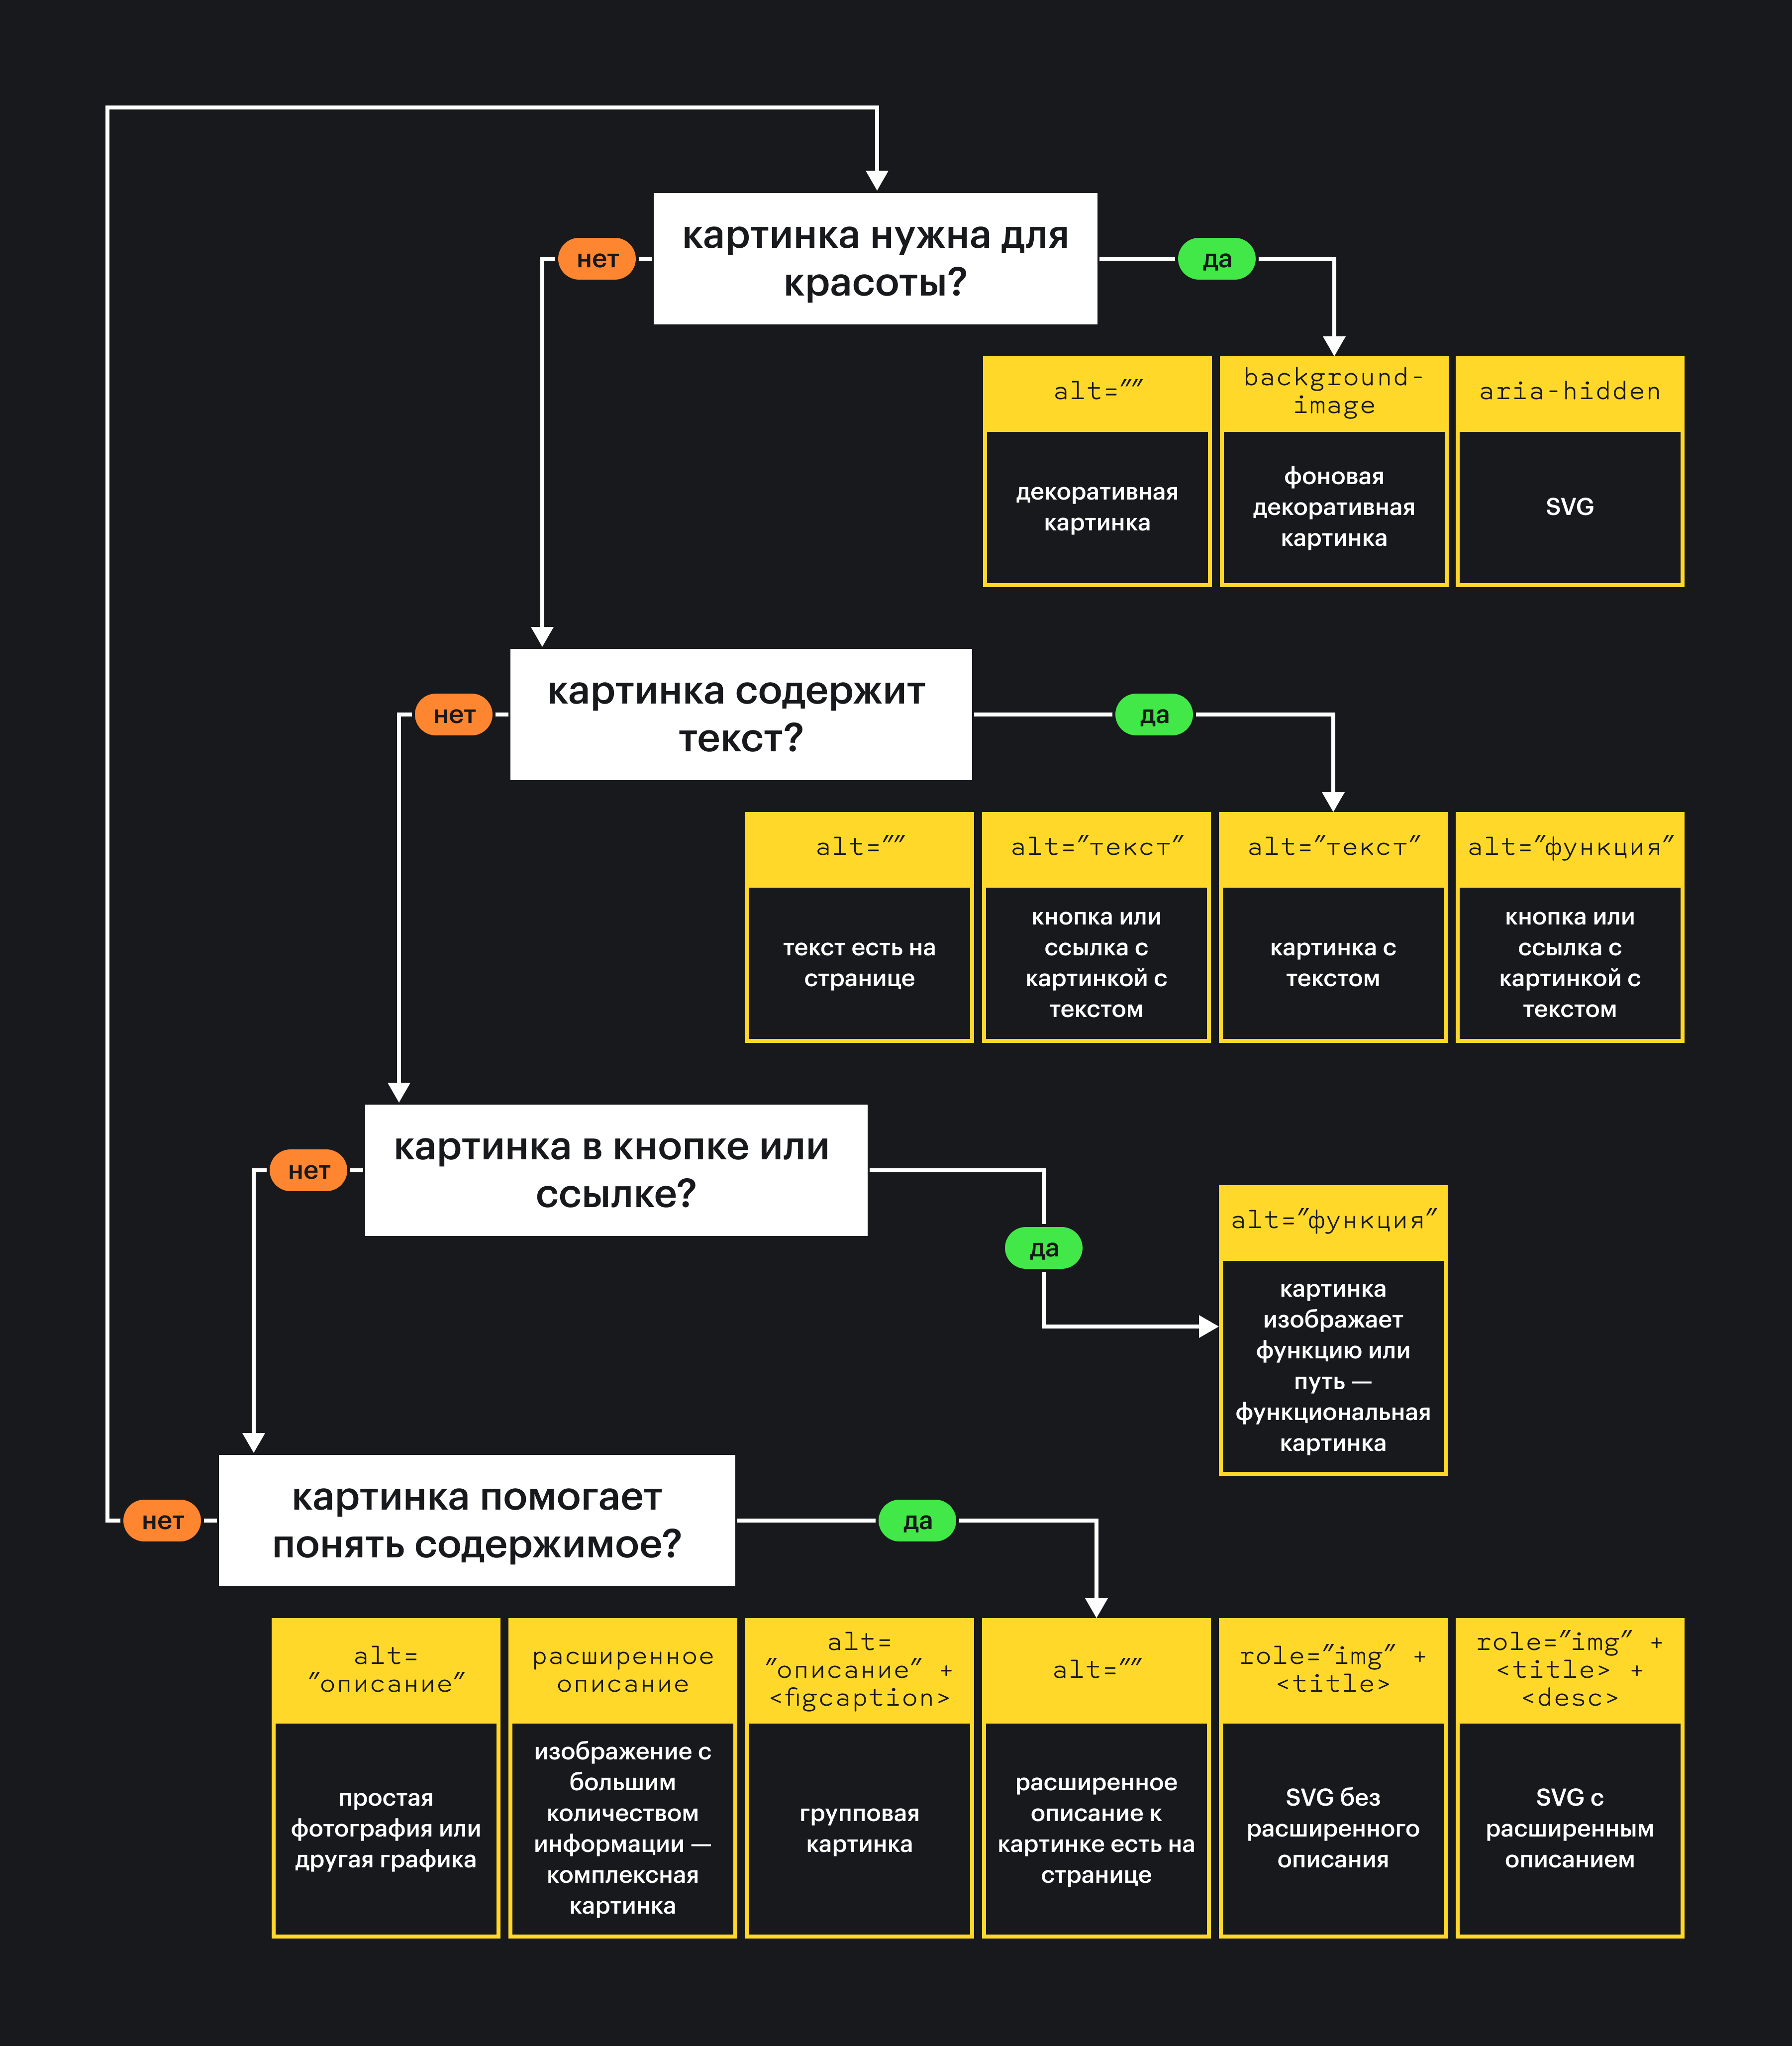 картинка нужна для
красоты?
нет
да
alt=””
декоративная
картинка
background-
image
фоновая
декоративная
картинка
aria-hidden
SVG
картинка содержит
текст?
нет
да
alt=””
текст есть на
странице
alt=”текст”
кнопка или
ссылка с
картинкой с
текстом
alt=”текст”
картинка с
текстом
alt=”функция”
кнопка или
ссылка с
картинкой с
текстом
картинка в кнопке или
ссылке?
нет
да
alt=”функция”
картинка
изображает
функцию или
путь —
функциональная
картинка
картинка помогает
понять содержимое?
нет
да
alt=
”описание”
простая
фотография или
другая графика
расширенное
описание
изображение с
большим
количеством
информации —
комплексная
картинка
alt=
”описание” +
<figcaption>
групповая
картинка
alt=””
расширенное
описание к
картинке есть на
странице
role=”img” +
<title>
SVG без
расширенного
описания
role=”img” +
<title> +
<desc>
SVG с
расширенным
описанием